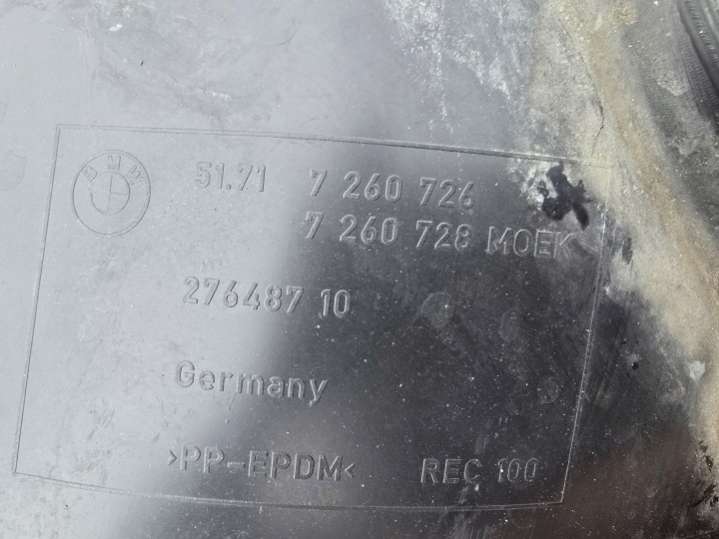 BMW
51.71 7 260 726
7 260 728 MOEK
276487 10
Germany
>PP-EPDM< REC 100